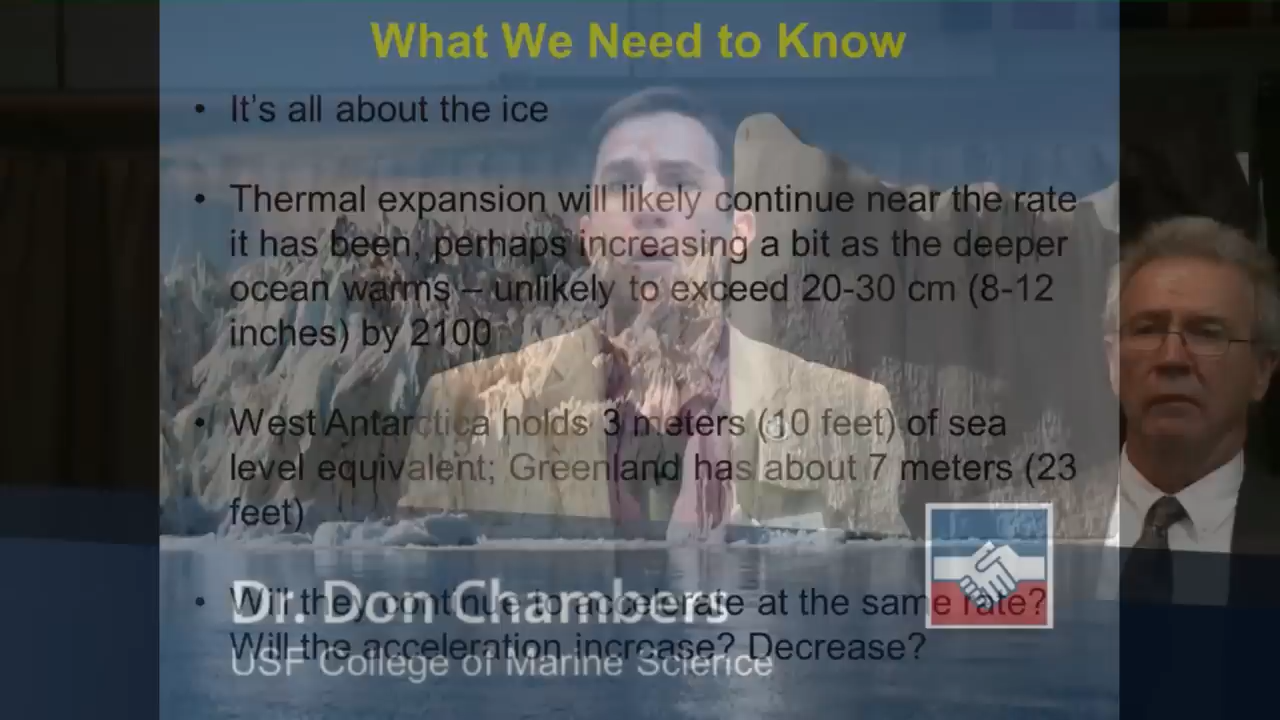 What We Need to Know
• It's all about the ice
• Thermal expansion will likely continue near the rate
it has been, perhaps increasing a bit as the deeper
ocean warms – unlikely to exceed 20-30 cm (8-12
inches) by 2100
• West Antarctica holds 3 meters (10 feet) of sea
level equivalent; Greenland has about 7 meters (23
feet)
• Will they continue to accelerate at the same rate?
Dr. Don Chambers
Will the acceleration increase? Decrease?
USF College of Marine Science